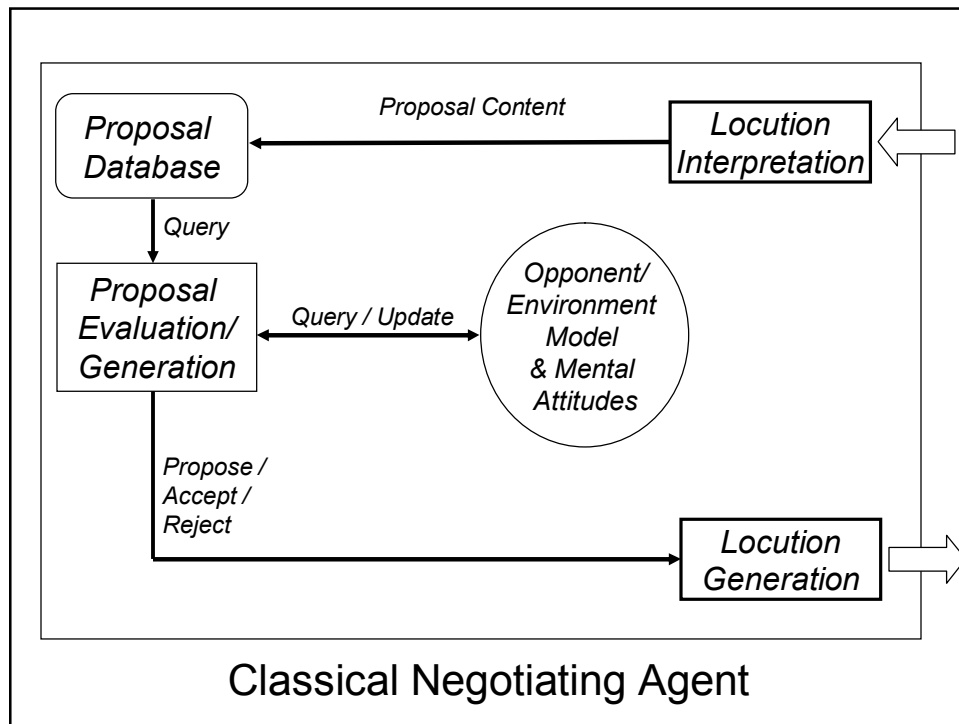 Proposal
Database
Proposal Content
Locution
Interpretation
Query
Proposal
Evaluation/
Generation
Query / Update
Opponent/
Environment
Model
& Mental
Attitudes
Propose /
Accept /
Reject
Locution
Generation
Classical Negotiating Agent